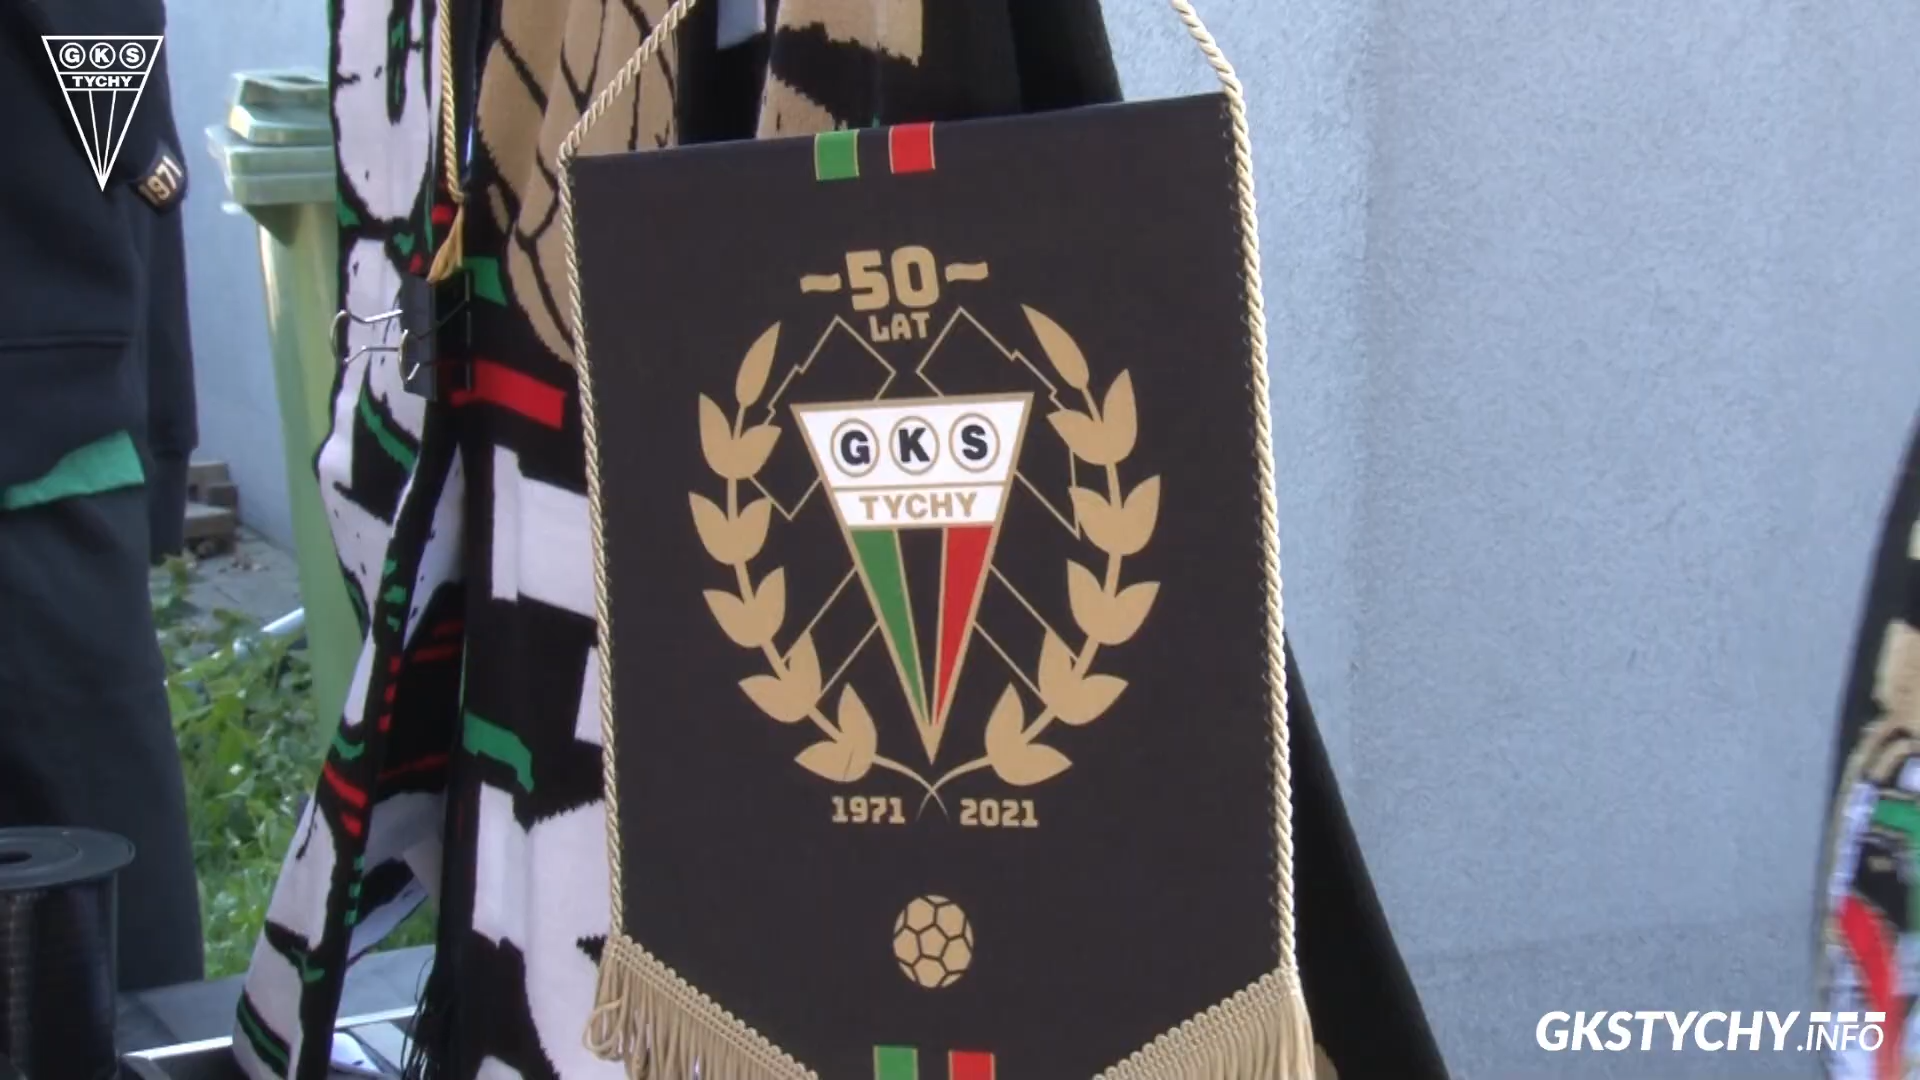 GKS
TYCHY
1971
~50~
LAT
GKS
TYCHY
1971 2021
GKSTYCHY.INFO